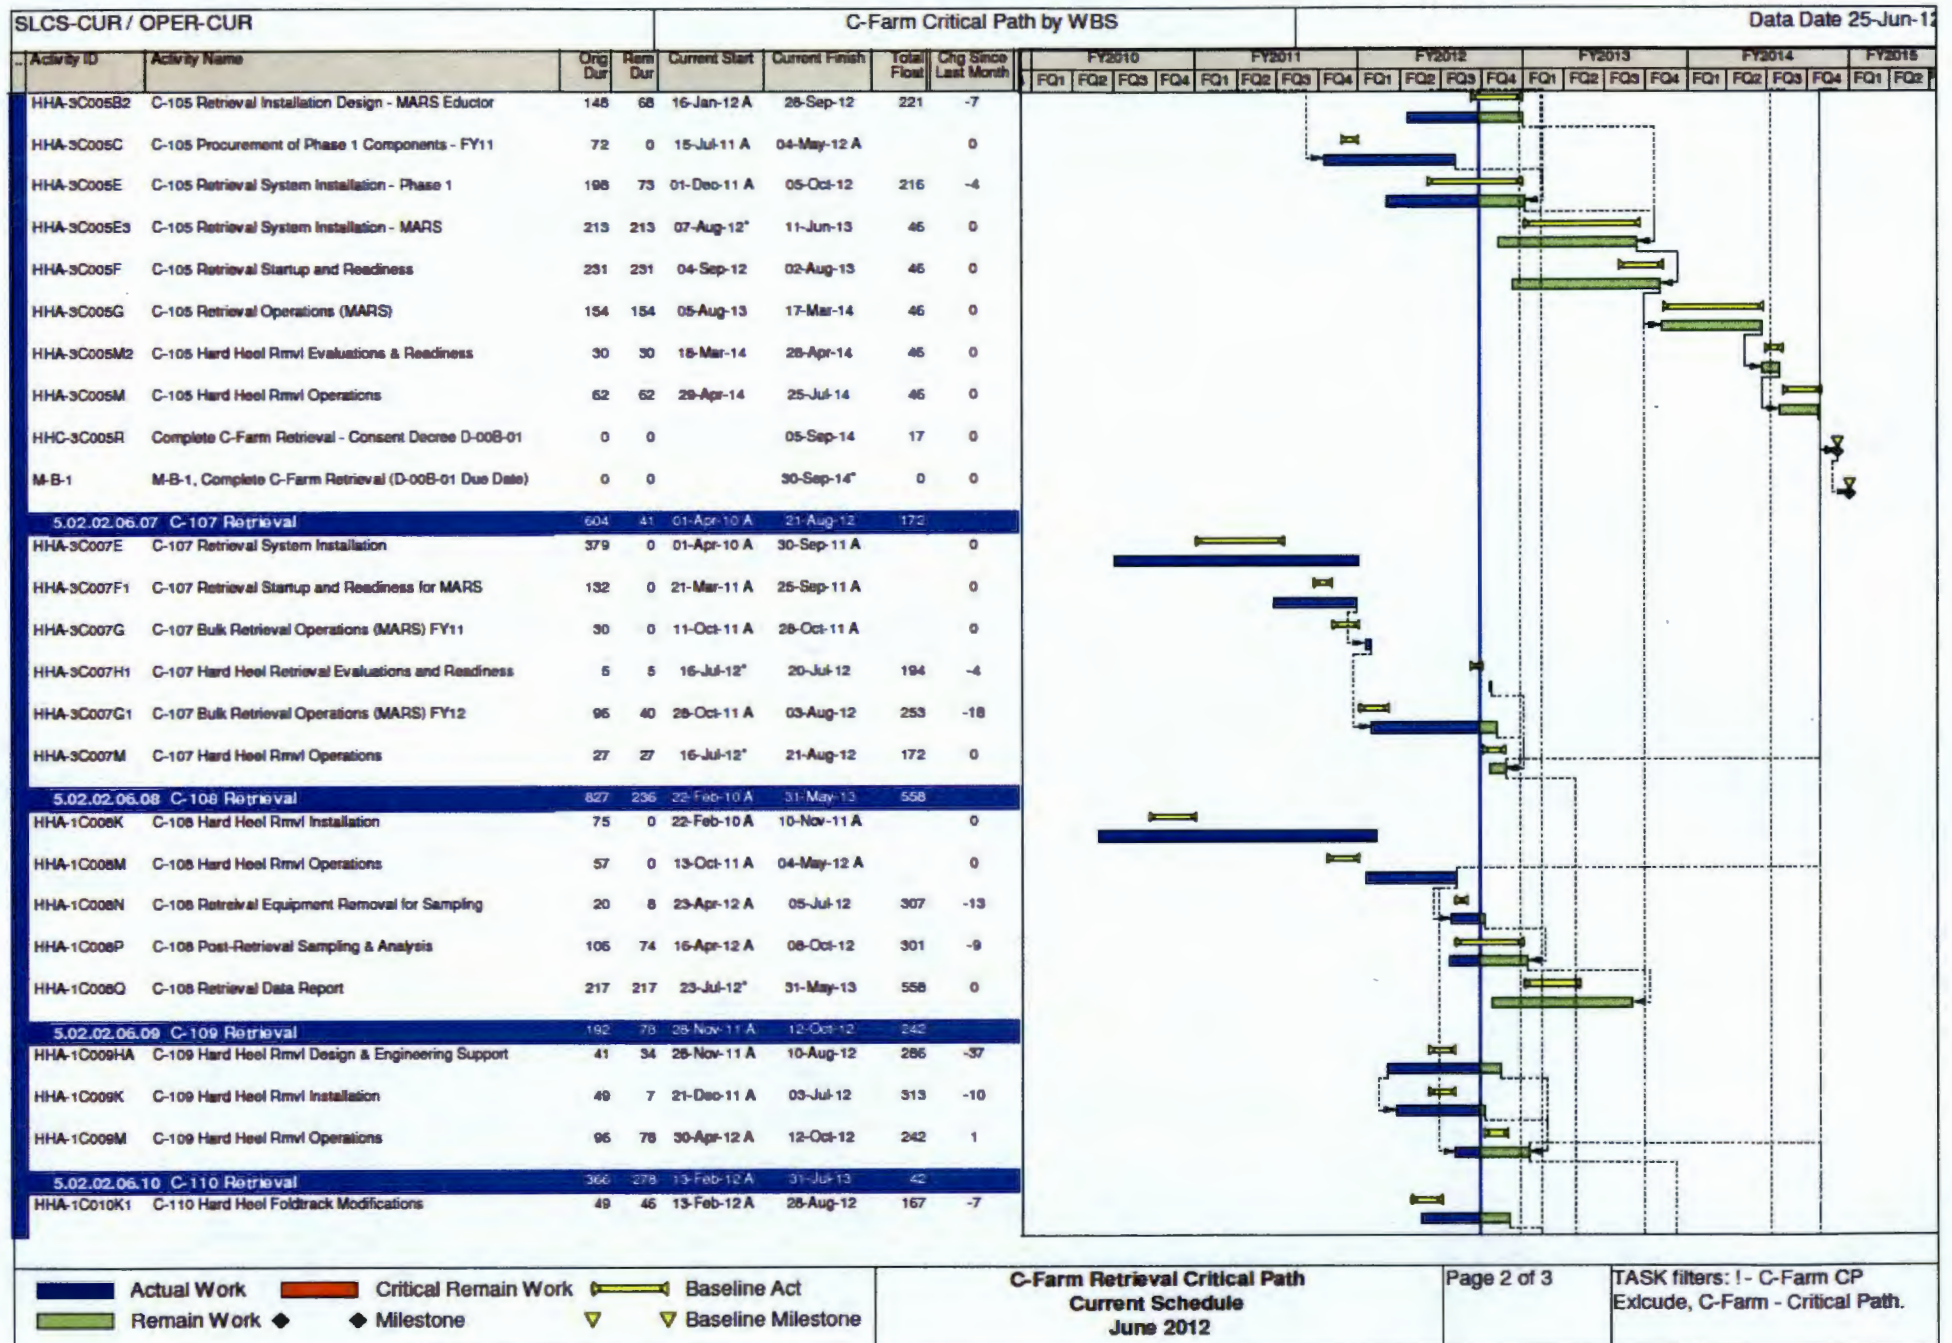 SLCS-CUR / OPER-CUR C-Farm Critical Path by WBS Data Date 25-Jun-12
... Activity ID Activity Name Orig Dur Rem Dur Current Start Current Finish Total Float Chg Since Last Month FY2010 FY2011 FY2012 FY2013 FY2014 FY2015
FQ1 FQ2 FQ3 FQ4 FQ1 FQ2 FQ3 FQ4 FQ1 FQ2 FQ3 FQ4 FQ1 FQ2 FQ3 FQ4 FQ1 FQ2 FQ3 FQ4 FQ1 FQ2
HHA-3C005B2 C-105 Retrieval Installation Design - MARS Eductor 148 68 16-Jan-12 A 28-Sep-12 221 -7
HHA-3C005C C-105 Procurement of Phase 1 Components - FY11 72 0 15-Jul-11 A 04-May-12 A 0
HHA-3C005E C-105 Retrieval System Installation - Phase 1 198 73 01-Dec-11 A 05-Oct-12 216 -4
HHA-3C005E3 C-105 Retrieval System Installation - MARS 213 213 07-Aug-12* 11-Jun-13 46 0
HHA-3C005F C-105 Retrieval Startup and Readiness 231 231 04-Sep-12 02-Aug-13 46 0
HHA-3C005G C-105 Retrieval Operations (MARS) 154 154 05-Aug-13 17-Mar-14 46 0
HHA-3C005M2 C-105 Hard Heel Rmvl Evaluations & Readiness 30 30 18-Mar-14 28-Apr-14 46 0
HHA-3C005M C-105 Hard Heel Rmvl Operations 62 62 29-Apr-14 25-Jul-14 46 0
HHC-3C005R Complete C-Farm Retrieval - Consent Decree D-00B-01 0 0 05-Sep-14 17 0
M-B-1 M-B-1, Complete C-Farm Retrieval (D-00B-01 Due Date) 0 0 30-Sep-14* 0 0
5.02.02.06.07 C-107 Retrieval 604 41 01-Apr-10 A 21-Aug-12 172
HHA-3C007E C-107 Retrieval System Installation 379 0 01-Apr-10 A 30-Sep-11 A 0
HHA-3C007F1 C-107 Retrieval Startup and Readiness for MARS 132 0 21-Mar-11 A 25-Sep-11 A 0
HHA-3C007G C-107 Bulk Retrieval Operations (MARS) FY11 30 0 11-Oct-11 A 28-Oct-11 A 0
HHA-3C007H1 C-107 Hard Heel Retrieval Evaluations and Readiness 5 5 16-Jul-12* 20-Jul-12 194 -4
HHA-3C007G1 C-107 Bulk Retrieval Operations (MARS) FY12 96 40 28-Oct-11 A 03-Aug-12 253 -18
HHA-3C007M C-107 Hard Heel Rmvl Operations 27 27 16-Jul-12* 21-Aug-12 172 0
5.02.02.06.08 C-108 Retrieval 827 236 22-Feb-10 A 31-May-13 558
HHA-1C008K C-108 Hard Heel Rmvl Installation 75 0 22-Feb-10 A 10-Nov-11 A 0
HHA-1C008M C-108 Hard Heel Rmvl Operations 57 0 13-Oct-11 A 04-May-12 A 0
HHA-1C008N C-108 Retreival Equipment Removal for Sampling 20 8 23-Apr-12 A 05-Jul-12 307 -13
HHA-1C008P C-108 Post-Retrieval Sampling & Analysis 106 74 16-Apr-12 A 08-Oct-12 301 -9
HHA-1C008Q C-108 Retrieval Data Report 217 217 23-Jul-12* 31-May-13 558 0
5.02.02.06.09 C-109 Retrieval 192 78 28-Nov-11 A 12-Oct-12 242
HHA-1C009HA C-109 Hard Heel Rmvl Design & Engineering Support 41 34 28-Nov-11 A 10-Aug-12 286 -37
HHA-1C009K C-109 Hard Heel Rmvl Installation 49 7 21-Dec-11 A 03-Jul-12 313 -10
HHA-1C009M C-109 Hard Heel Rmvl Operations 96 78 30-Apr-12 A 12-Oct-12 242 1
5.02.02.06.10 C-110 Retrieval 366 278 13-Feb-12 A 31-Jul-13 42
HHA-1C010K1 C-110 Hard Heel Foldtrack Modifications 49 46 13-Feb-12 A 28-Aug-12 167 -7
Actual Work Critical Remain Work Baseline Act
Remain Work Milestone Baseline Milestone
C-Farm Retrieval Critical Path
Current Schedule
June 2012
Page 2 of 3
TASK filters: ! - C-Farm CP
Exlcude, C-Farm - Critical Path.